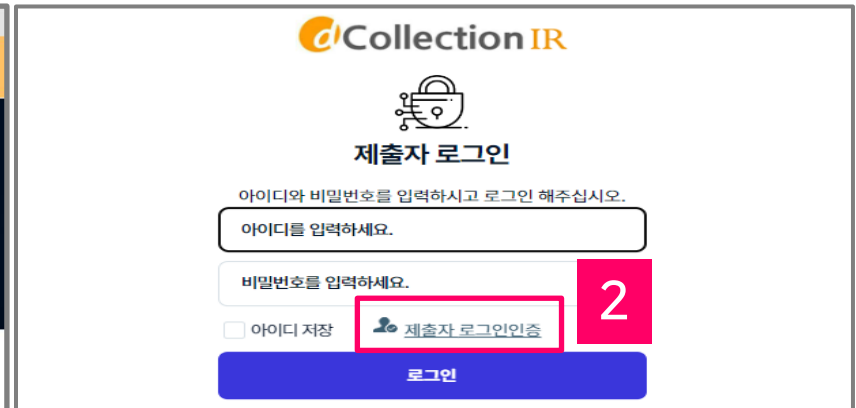 dCollection IR
제출자 로그인
아이디와 비밀번호를 입력하시고 로그인 해주십시오.
아이디를 입력하세요.
비밀번호를 입력하세요.
2
아이디 저장 제출자 로그인인증
로그인